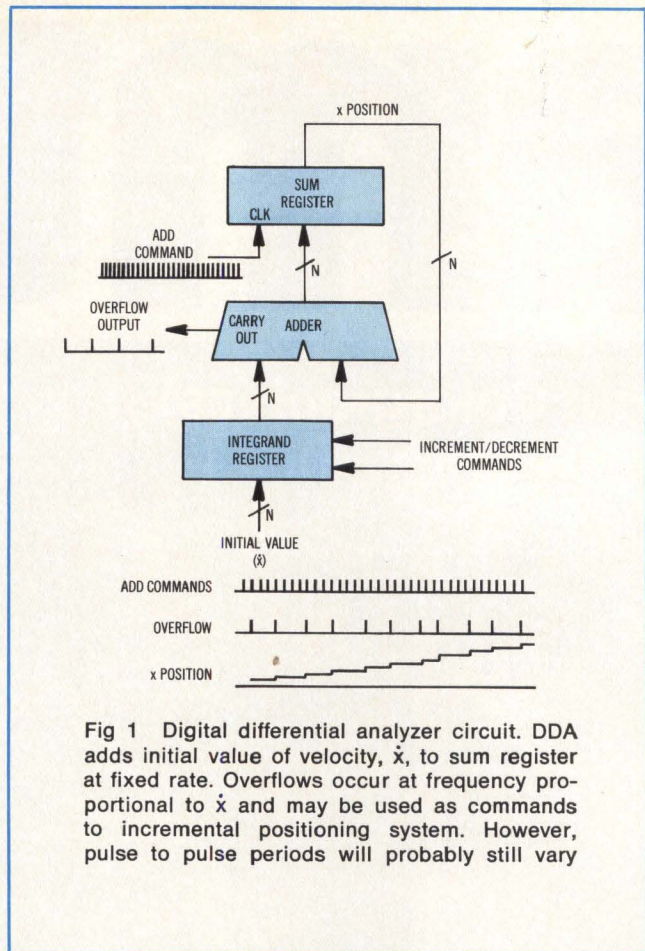 x POSITION
SUM
REGISTER
CLK
ADD
COMMAND
N
N
OVERFLOW
OUTPUT
CARRY
OUT
ADDER
N
INTEGRAND
REGISTER
INCREMENT/DECREMENT
COMMANDS
N
INITIAL VALUE
(ẋ)
ADD COMMANDS
OVERFLOW
x POSITION
Fig 1 Digital differential analyzer circuit. DDA
adds initial value of velocity, ẋ, to sum register
at fixed rate. Overflows occur at frequency pro-
portional to ẋ and may be used as commands
to incremental positioning system. However,
pulse to pulse periods will probably still vary